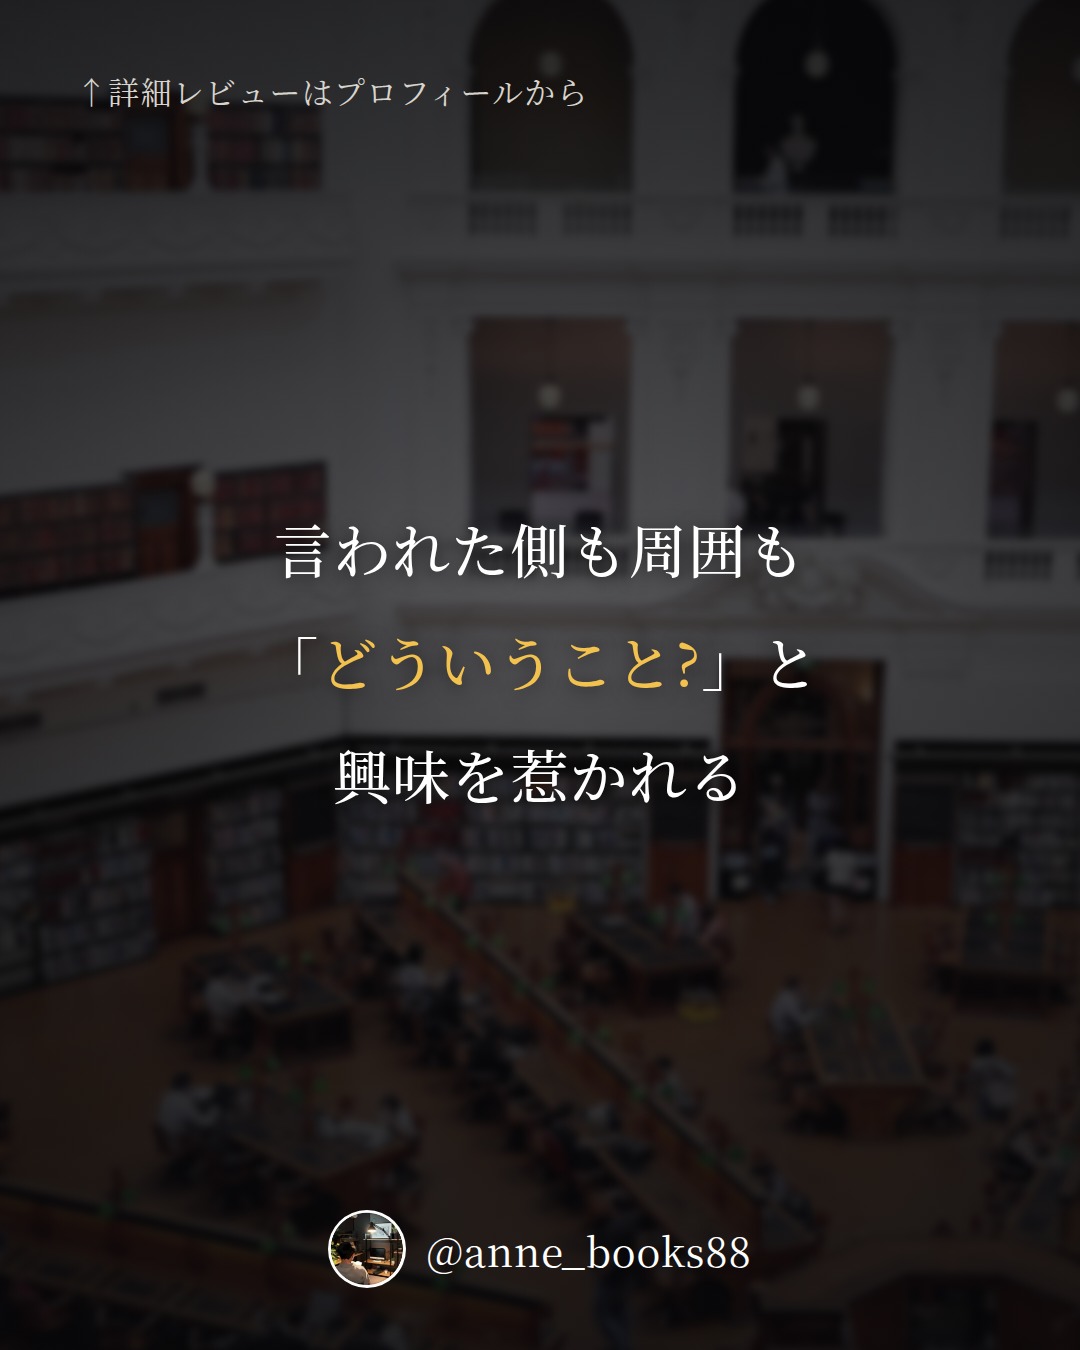 ↑詳細レビューはプロフィールから
言われた側も周囲も
「どういうこと?」と
興味を惹かれる
@anne_books88